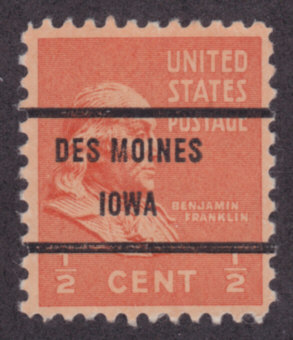 UNITED
STATES
POSTAGE
DES MOINES
IOWA
BENJAMIN
FRANKLIN
1/2 CENT 1/2